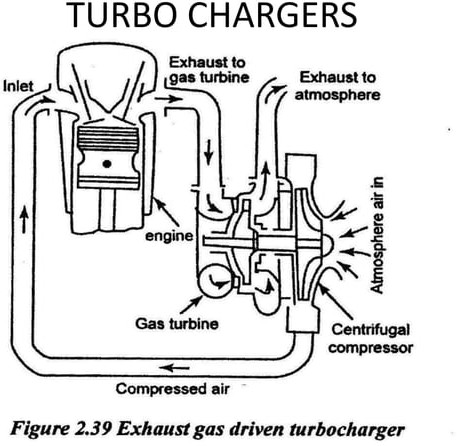 TURBO CHARGERS
Exhaust to
gas turbine
Exhaust to
atmosphere
Inlet
Atmosphere air in
engine
Gas turbine
Centrifugal
compressor
Compressed air
Figure 2.39 Exhaust gas driven turbocharger